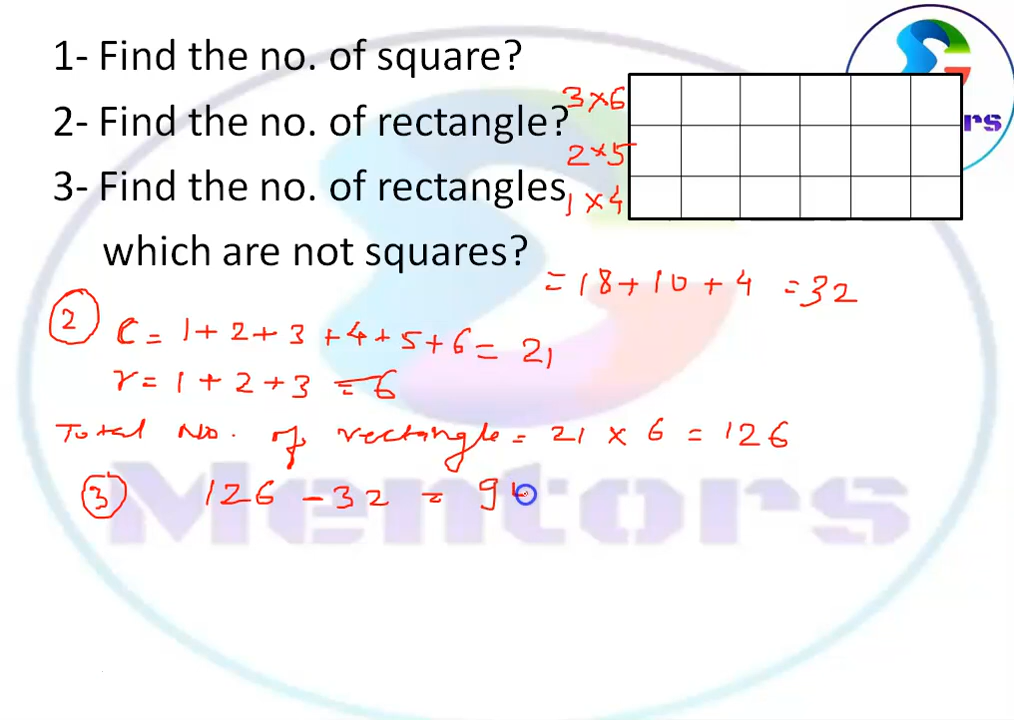 1- Find the no. of square?
2- Find the no. of rectangle?
3- Find the no. of rectangles
which are not squares?
rs
3×6
2×5
1×4
= 18 + 10 + 4 = 32
2
C = 1 + 2 + 3 + 4 + 5 + 6 = 21
r = 1 + 2 + 3 = 6
Total No. of rectangle = 21 × 6 = 126
3
126 - 32 = 9
Mentors